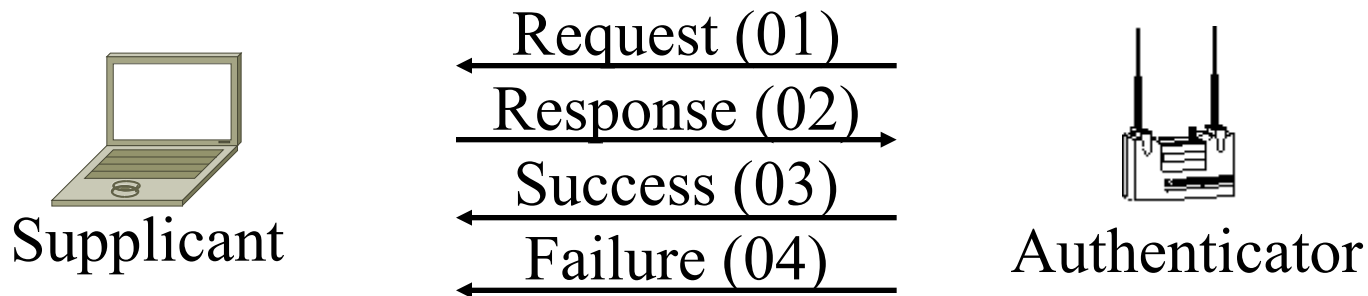 Request (01)
Response (02)
Success (03)
Failure (04)
Supplicant
Authenticator